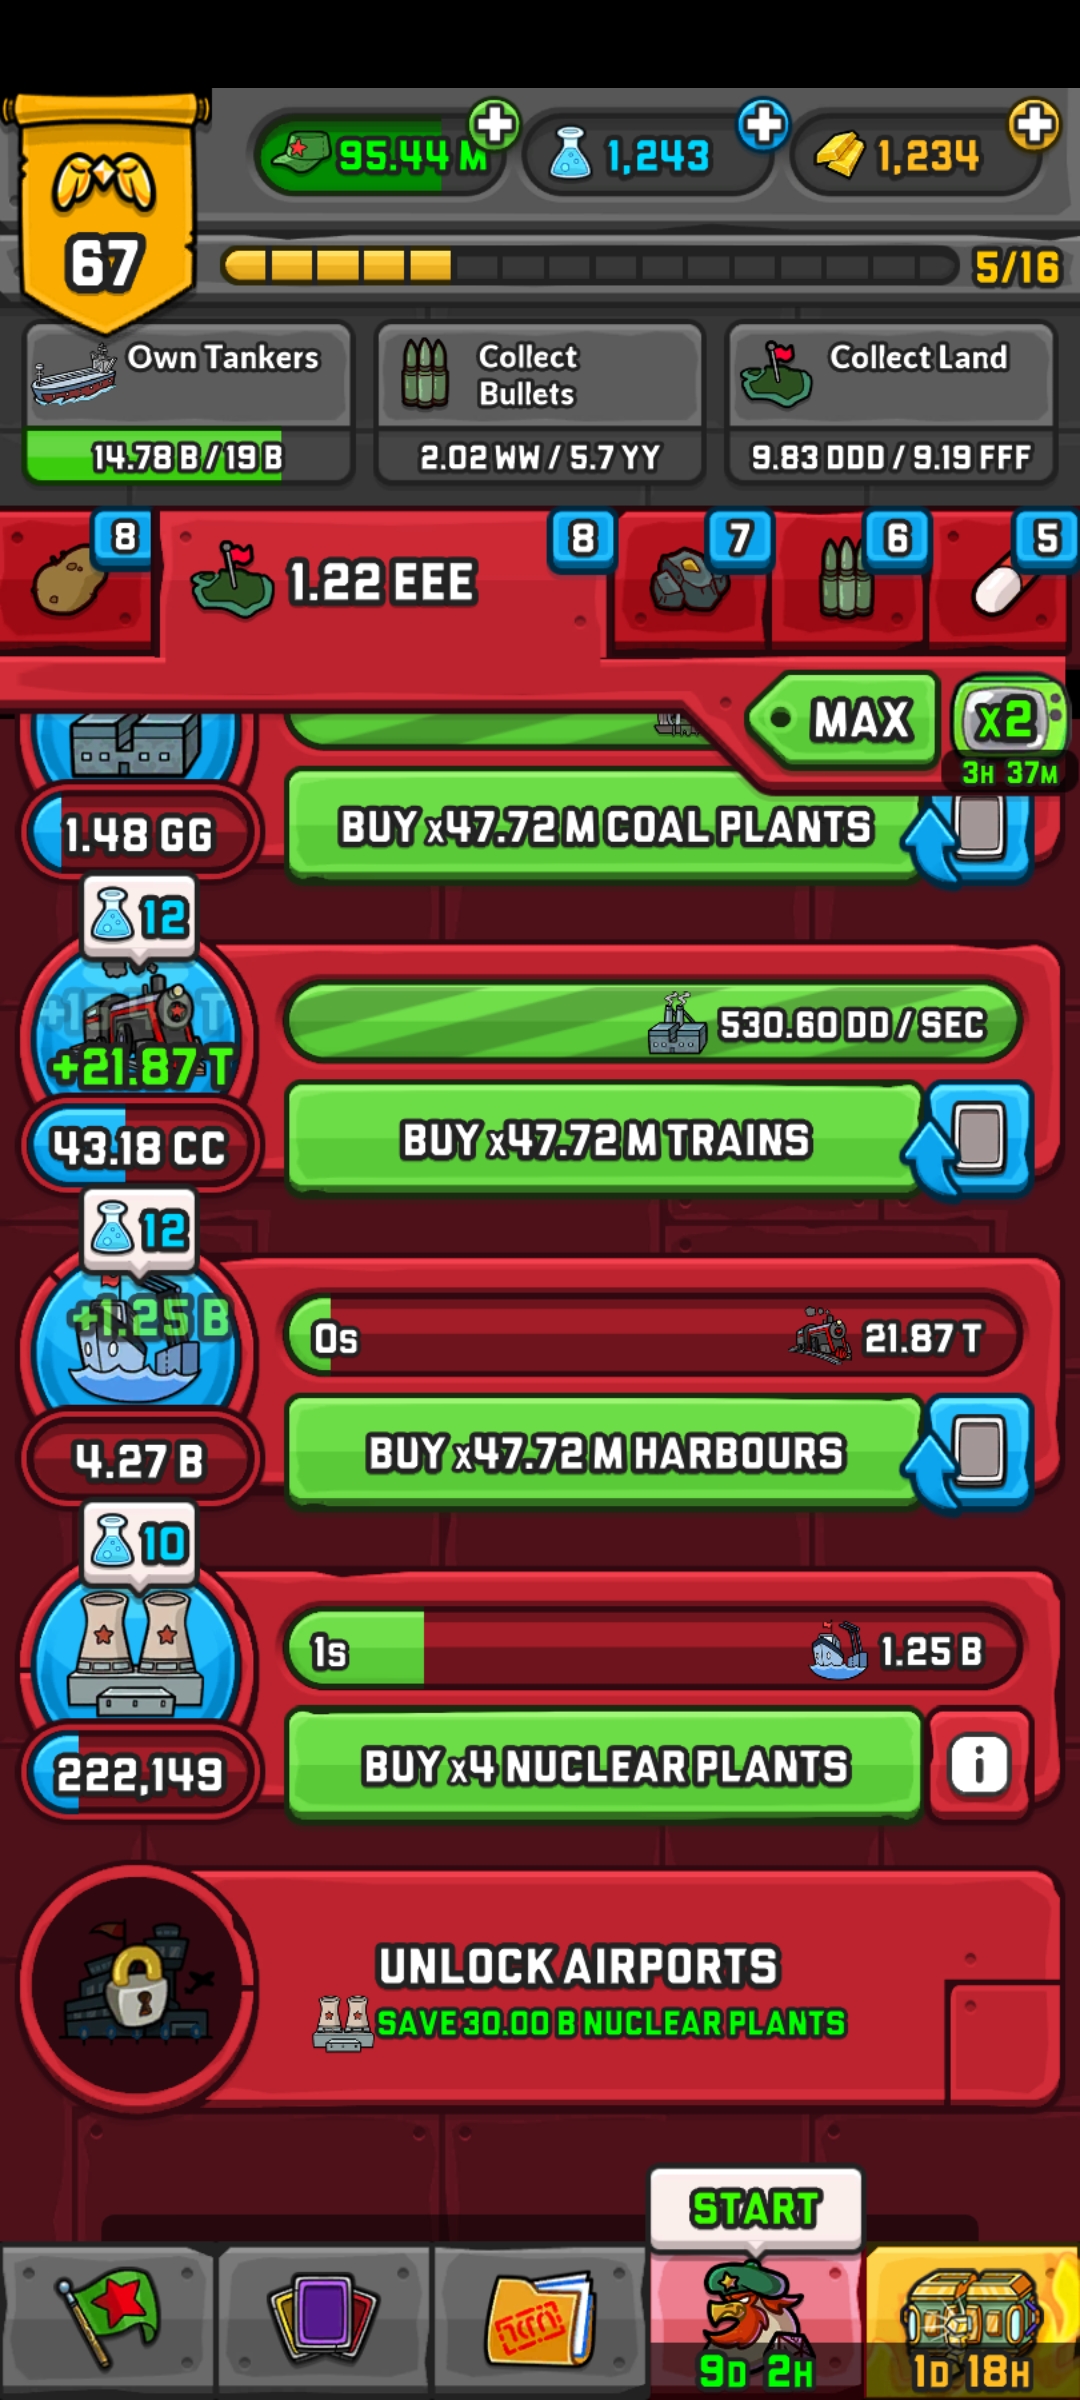 95.44 M
1,243
1,234
67
5/16
Own Tankers
14.78 B / 19 B
Collect
Bullets
2.02 WW / 5.7 YY
Collect Land
9.83 DDD / 9.19 FFF
8
1.22 EEE
8
7
6
5
MAX
x2
3H 37M
1.48 GG
BUY x47.72 M COAL PLANTS
12
+21.87 T
530.60 DD / SEC
43.18 CC
BUY x47.72 M TRAINS
12
+1.25 B
0s
21.87 T
4.27 B
BUY x47.72 M HARBOURS
10
1s
1.25 B
222,149
BUY x4 NUCLEAR PLANTS
i
UNLOCK AIRPORTS
SAVE 30.00 B NUCLEAR PLANTS
START
9D 2H
1D 18H